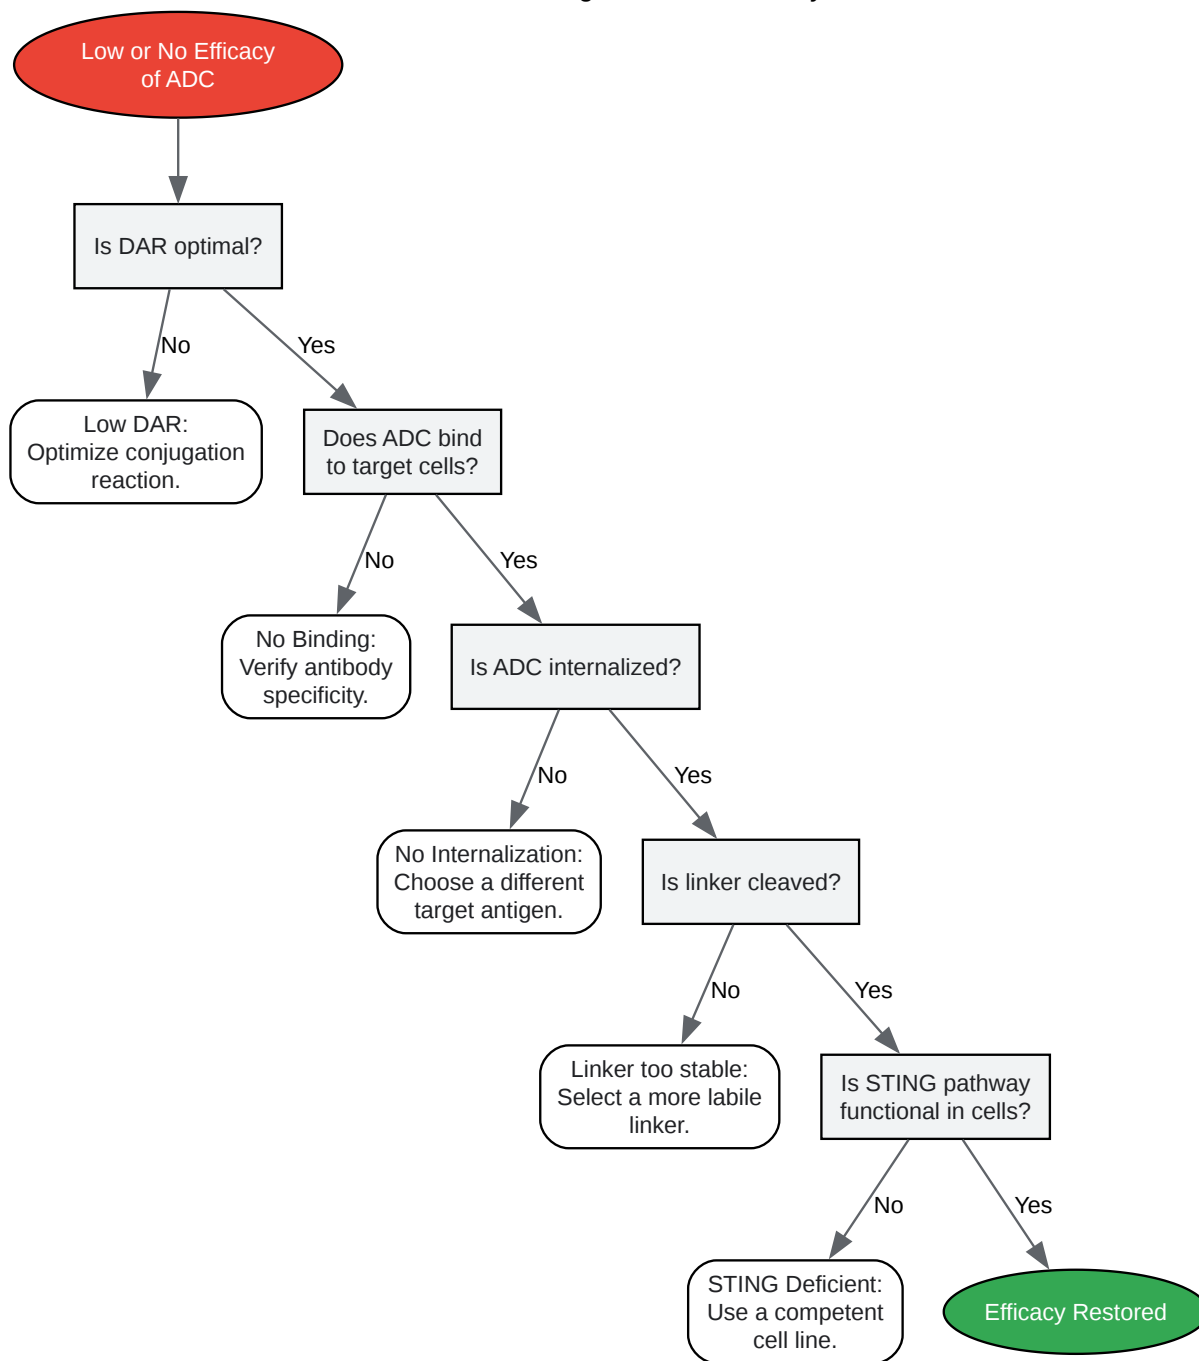 Low or No Efficacy
of ADC
Is DAR optimal?
No
Yes
Low DAR:
Optimize conjugation
reaction.
Does ADC bind
to target cells?
No
Yes
No Binding:
Verify antibody
specificity.
Is ADC internalized?
No
Yes
No Internalization:
Choose a different
target antigen.
Is linker cleaved?
No
Yes
Linker too stable:
Select a more labile
linker.
Is STING pathway
functional in cells?
No
Yes
STING Deficient:
Use a competent
cell line.
Efficacy Restored